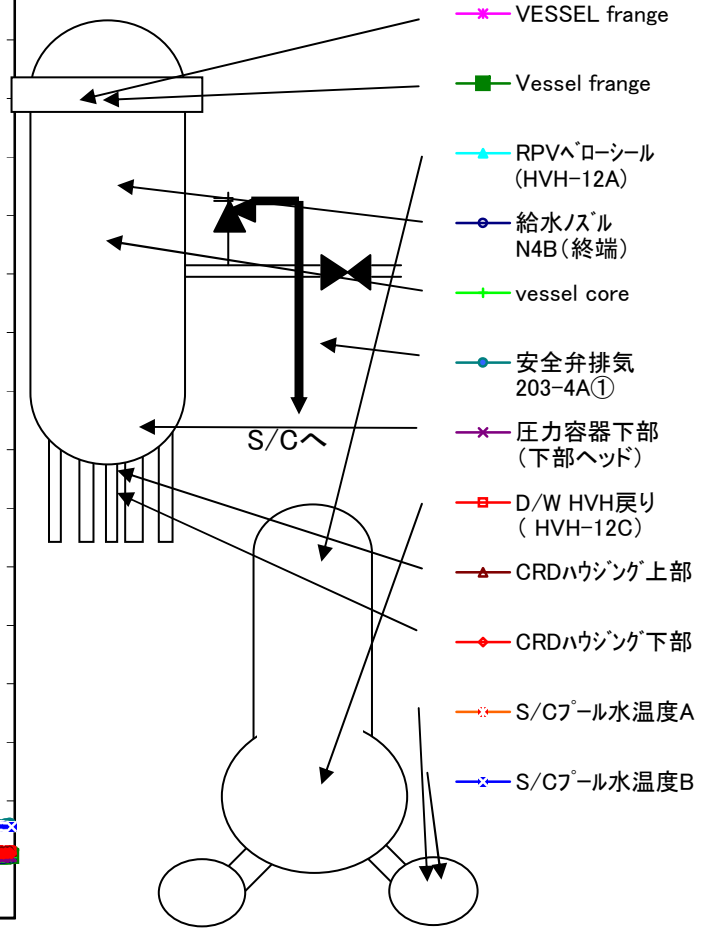 VESSEL frange
Vessel frange
RPVﾍﾞﾛｰｼｰﾙ
(HVH-12A)
給水ﾉｽﾞﾙ
N4B(終端)
vessel core
安全弁排気
203-4A①
圧力容器下部
(下部ヘッド)
D/W HVH戻り
( HVH-12C)
CRDﾊｳｼﾞﾝｸﾞ上部
CRDﾊｳｼﾞﾝｸﾞ下部
S/Cﾌﾟｰﾙ水温度A
S/Cﾌﾟｰﾙ水温度B
S/Cへ